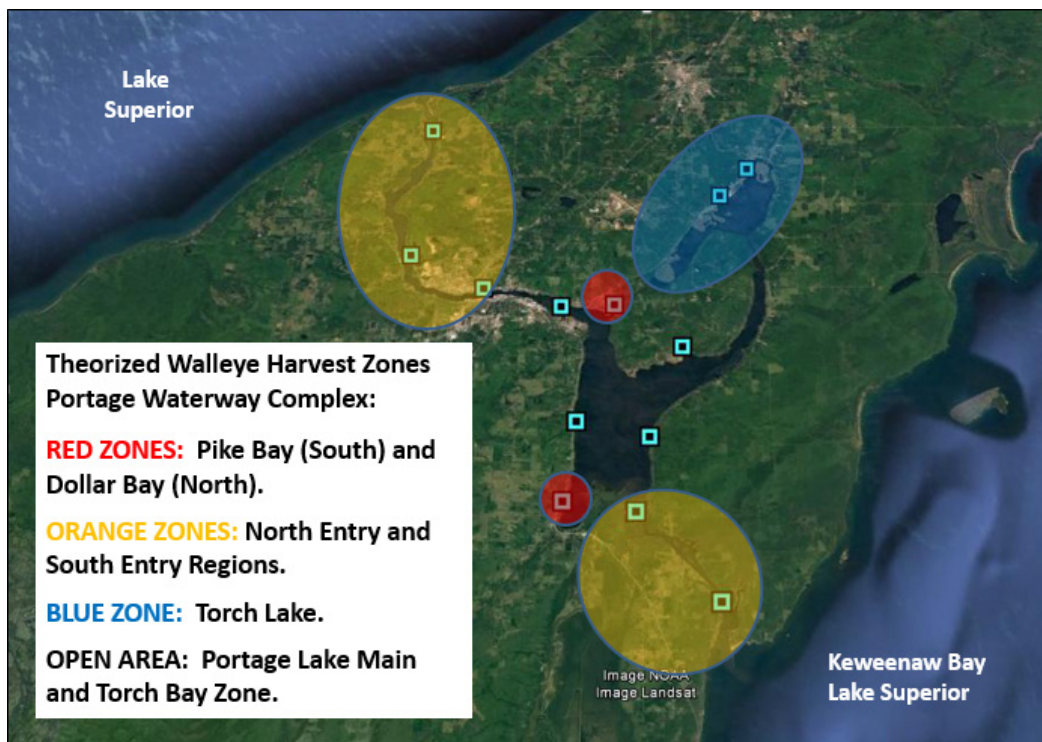 Lake
Superior
Theorized Walleye Harvest Zones
Portage Waterway Complex:
RED ZONES: Pike Bay (South) and
Dollar Bay (North).
ORANGE ZONES: North Entry and
South Entry Regions.
BLUE ZONE: Torch Lake.
OPEN AREA: Portage Lake Main
and Torch Bay Zone.
Image NOAA
Image Landsat
Keweenaw Bay
Lake Superior